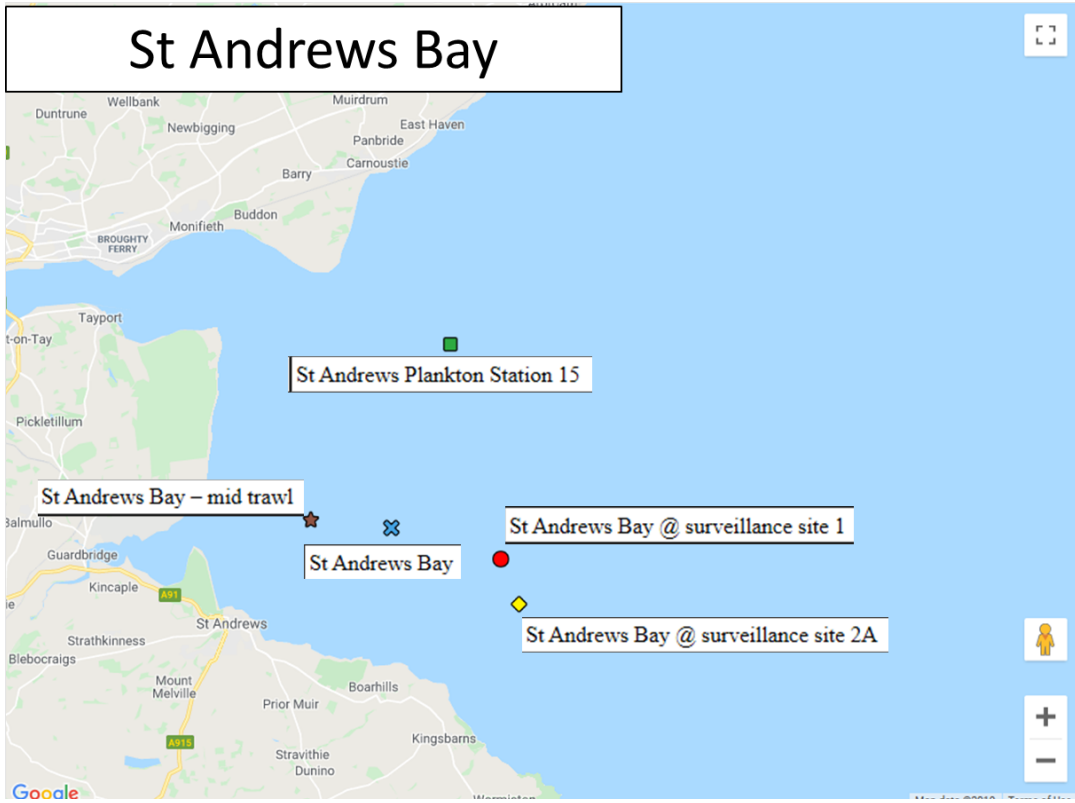 St Andrews Bay
Wellbank
Muirdrum
Duntrune
Newbigging
East Haven
Panbride
Carnoustie
Barry
Buddon
Monifieth
BROUGHTY
FERRY
Tayport
t-on-Tay
St Andrews Plankton Station 15
Pickletillum
St Andrews Bay – mid trawl
Balmullo
St Andrews Bay @ surveillance site 1
Guardbridge
St Andrews Bay
Kincaple
A91
St Andrews
St Andrews Bay @ surveillance site 2A
Strathkinness
Blebocraigs
Mount
Melville
Boarhills
Prior Muir
A915
Kingsbarns
Stravithie
Dunino
Google